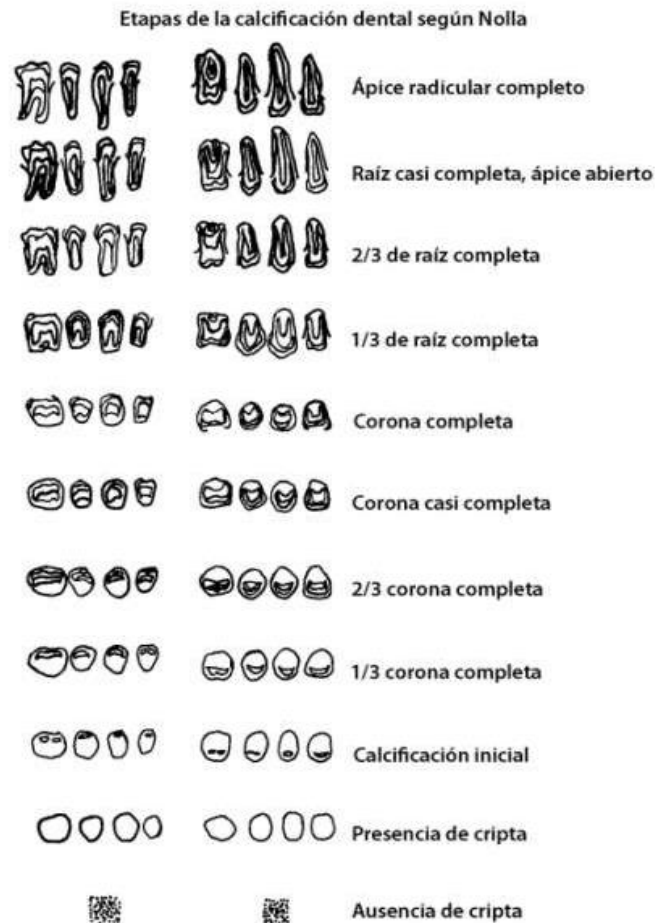 Etapas de la calcificación dental según Nolla
Ápice radicular completo
Raíz casi completa, ápice abierto
2/3 de raíz completa
1/3 de raíz completa
Corona completa
Corona casi completa
2/3 corona completa
1/3 corona completa
Calcificación inicial
Presencia de cripta
Ausencia de cripta